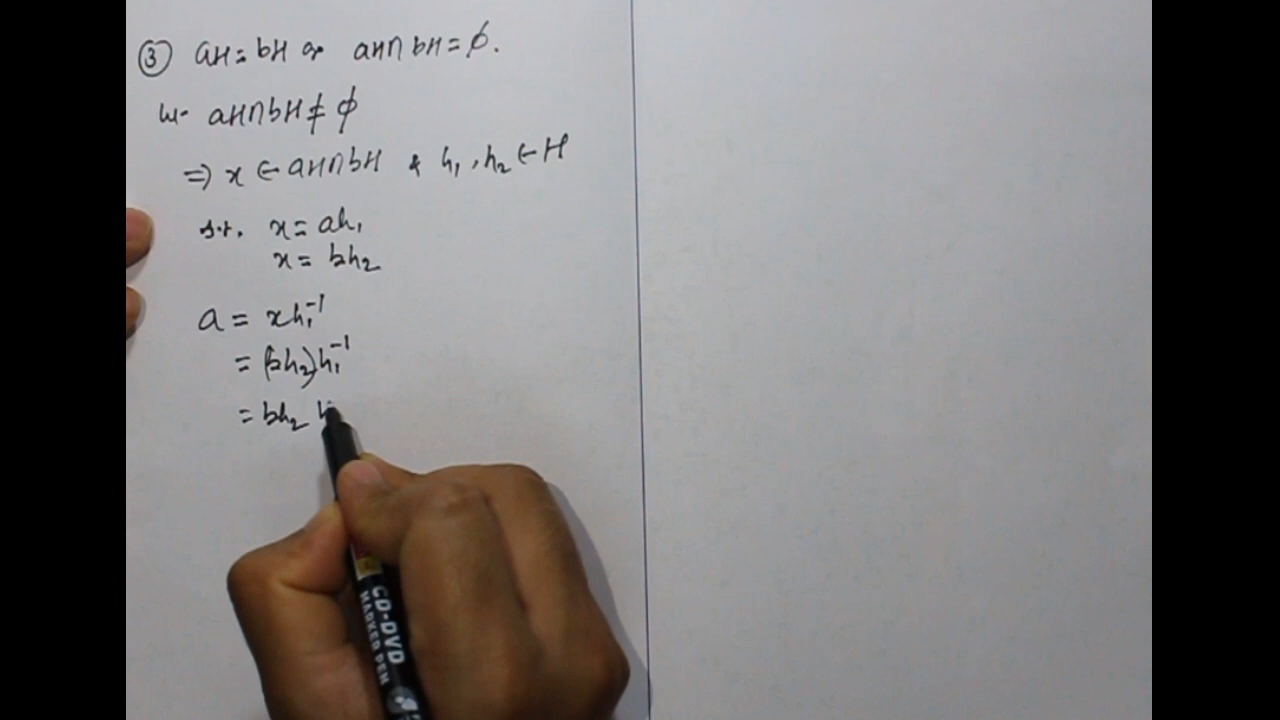 ③ aH = bH or aH∩bH = ϕ.
Let aH∩bH ≠ ϕ
⇒ x ∈ aH∩bH & h₁, h₂ ∈ H
s.t. x = ah₁
x = bh₂
a = xh₁⁻¹
= (bh₂)h₁⁻¹
= bh₂ h
CD-DVD
MARKER PEN